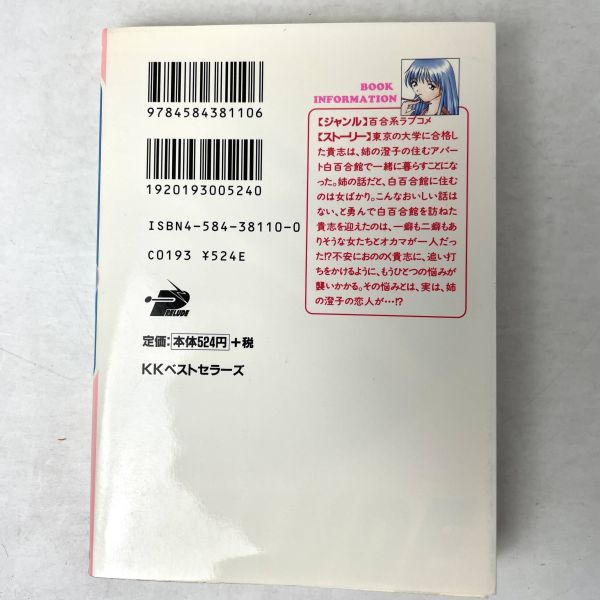 9784584381106
1920193005240
ISBN4-584-38110-0
C0193 ¥524E
PRELUDE
定価:本体524円+税
KKベストセラーズ
BOOK
INFORMATION
【ジャンル】百合系ラブコメ
【ストーリー】東京の大学に合格し
た貴志は、姉の澄子の住むアパー
ト白百合館で一緒に暮らすことにな
った。姉の話だと、白百合館に住む
のは女ばかり。こんなおいしい話は
ない、と勇んで白百合館を訪ねた
貴志を迎えたのは、一癖も二癖もあ
りそうな女たちとオカマが一人だっ
た!?不安におののく貴志に、追い打
ちをかけるように、もうひとつの悩みが
襲いかかる。その悩みとは、実は、姉
の澄子の恋人が…!?